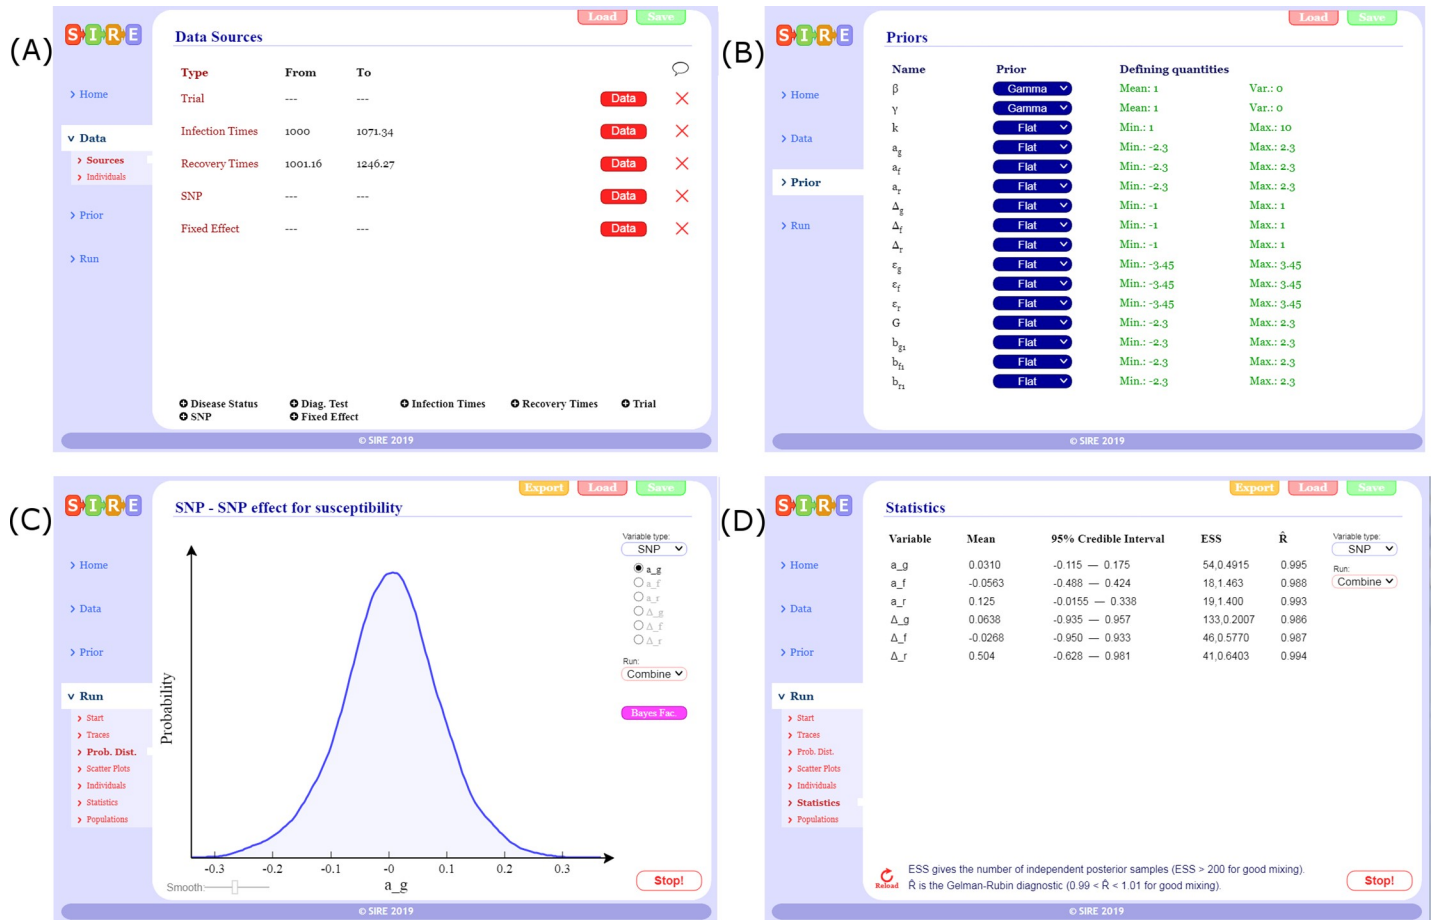 (A)
S I R E
Load Save
Data Sources
Type From To
Trial --- --- Data
Infection Times 1000 1071.34 Data
Recovery Times 1001.16 1246.27 Data
SNP --- --- Data
Fixed Effect --- --- Data
> Home
v Data
> Sources
> Individuals
> Prior
> Run
Disease Status Diag. Test Infection Times Recovery Times Trial
SNP Fixed Effect
© SIRE 2019
(B)
S I R E
Load Save
Priors
Name Prior Defining quantities
β Gamma Mean: 1 Var.: 0
γ Gamma Mean: 1 Var.: 0
k Flat Min.: 1 Max.: 10
a_g Flat Min.: -2.3 Max.: 2.3
a_f Flat Min.: -2.3 Max.: 2.3
a_r Flat Min.: -2.3 Max.: 2.3
Δ_g Flat Min.: -1 Max.: 1
Δ_f Flat Min.: -1 Max.: 1
Δ_r Flat Min.: -1 Max.: 1
ε_g Flat Min.: -3.45 Max.: 3.45
ε_f Flat Min.: -3.45 Max.: 3.45
ε_r Flat Min.: -3.45 Max.: 3.45
G Flat Min.: -2.3 Max.: 2.3
b_g1 Flat Min.: -2.3 Max.: 2.3
b_f1 Flat Min.: -2.3 Max.: 2.3
b_r1 Flat Min.: -2.3 Max.: 2.3
> Home
> Data
> Prior
> Run
© SIRE 2019
(C)
S I R E
Export Load Save
SNP - SNP effect for susceptibility
> Home
> Data
> Prior
v Run
> Start
> Traces
> Prob. Dist.
> Scatter Plots
> Individuals
> Statistics
> Populations
Probability
-0.3 -0.2 -0.1 -0 0.1 0.2 0.3
a_g
Smooth:
Variable type:
SNP
a_g
a_f
a_r
Δ_g
Δ_f
Δ_r
Run:
Combine
Bayes Fac.
Stop!
© SIRE 2019
(D)
S I R E
Export Load Save
Statistics
Variable Mean 95% Credible Interval ESS R̂
a_g 0.0310 -0.115 — 0.175 54,0.4915 0.995
a_f -0.0563 -0.488 — 0.424 18,1.463 0.988
a_r 0.125 -0.0155 — 0.338 19,1.400 0.993
Δ_g 0.0638 -0.935 — 0.957 133,0.2007 0.986
Δ_f -0.0268 -0.950 — 0.933 46,0.5770 0.987
Δ_r 0.504 -0.628 — 0.981 41,0.6403 0.994
Variable type:
SNP
Run:
Combine
> Home
> Data
> Prior
v Run
> Start
> Traces
> Prob. Dist.
> Scatter Plots
> Individuals
> Statistics
> Populations
Reload
ESS gives the number of independent posterior samples (ESS > 200 for good mixing).
R̂ is the Gelman-Rubin diagnostic (0.99 < R̂ < 1.01 for good mixing).
Stop!
© SIRE 2019